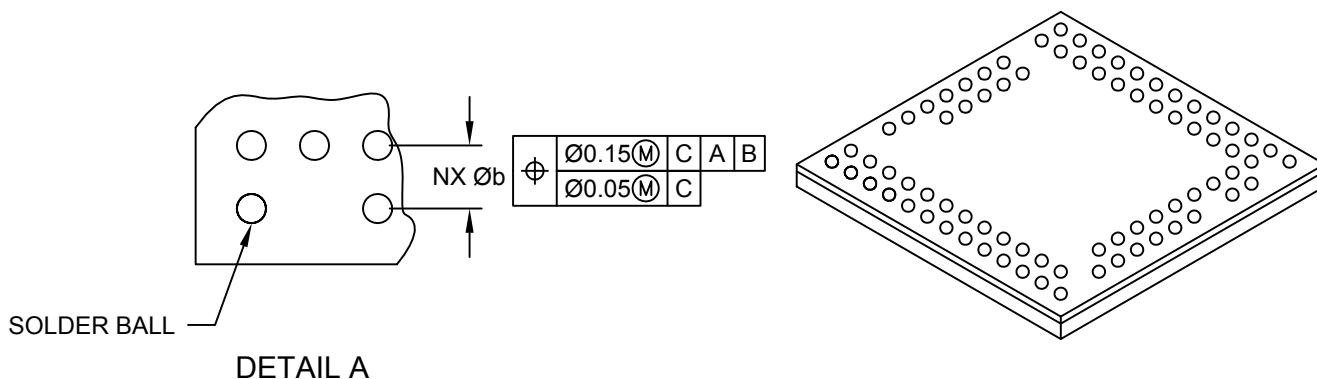 NX Øb
⌖ Ø0.15Ⓜ C A B
Ø0.05Ⓜ C
SOLDER BALL
DETAIL A